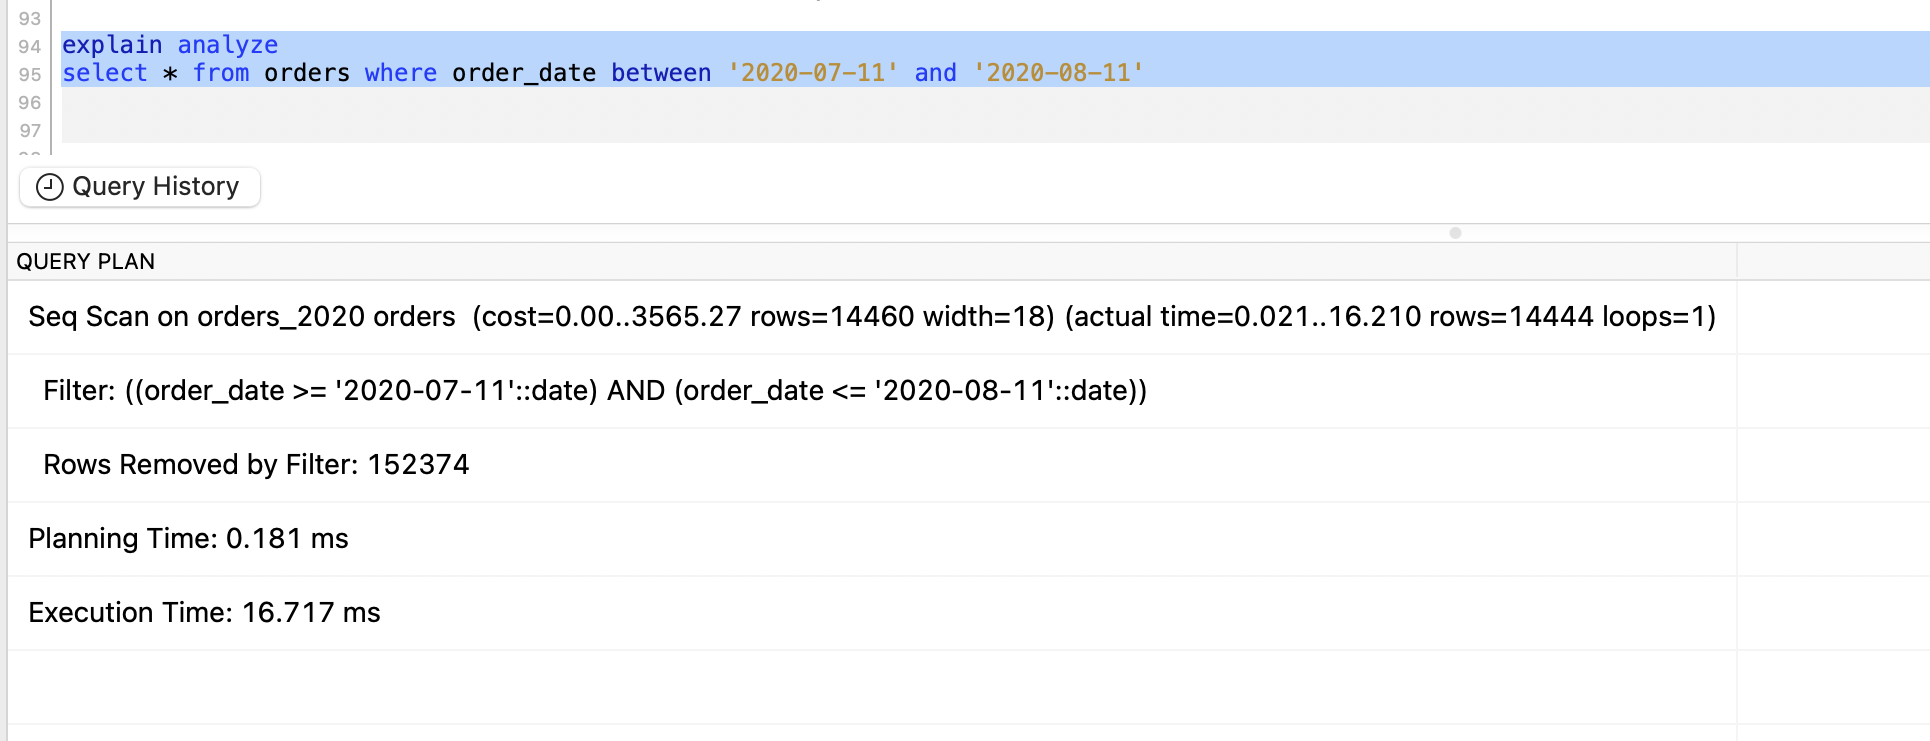 93
94 explain analyze
95 select * from orders where order_date between '2020-07-11' and '2020-08-11'
96
97
Query History
QUERY PLAN
Seq Scan on orders_2020 orders  (cost=0.00..3565.27 rows=14460 width=18) (actual time=0.021..16.210 rows=14444 loops=1)
Filter: ((order_date >= '2020-07-11'::date) AND (order_date <= '2020-08-11'::date))
Rows Removed by Filter: 152374
Planning Time: 0.181 ms
Execution Time: 16.717 ms